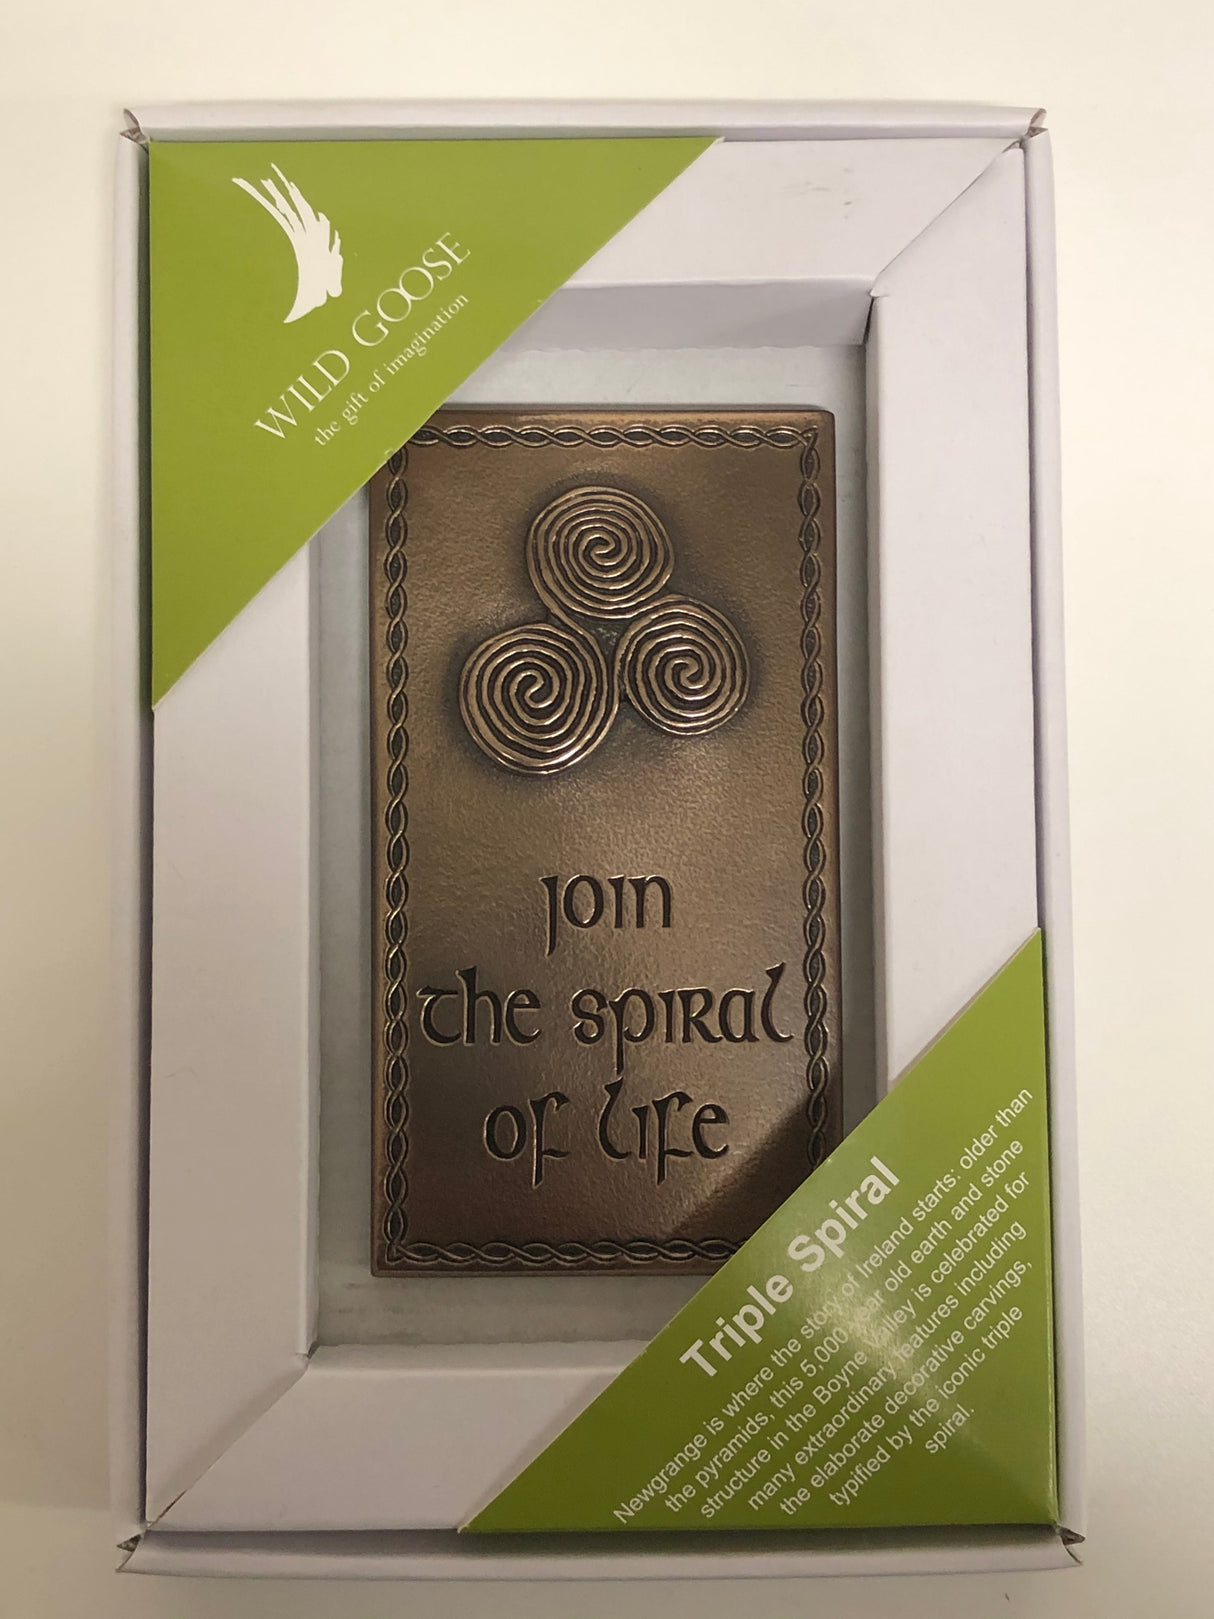 WILD GOOSE
the gift of imagination
join
the spiral
of life
Triple Spiral
Newgrange is where the story of Ireland starts: older than
the pyramids, this 5,000 year old earth and stone
structure in the Boyne Valley is celebrated for
many extraordinary features including
the elaborate decorative carvings,
typified by the iconic triple
spiral.